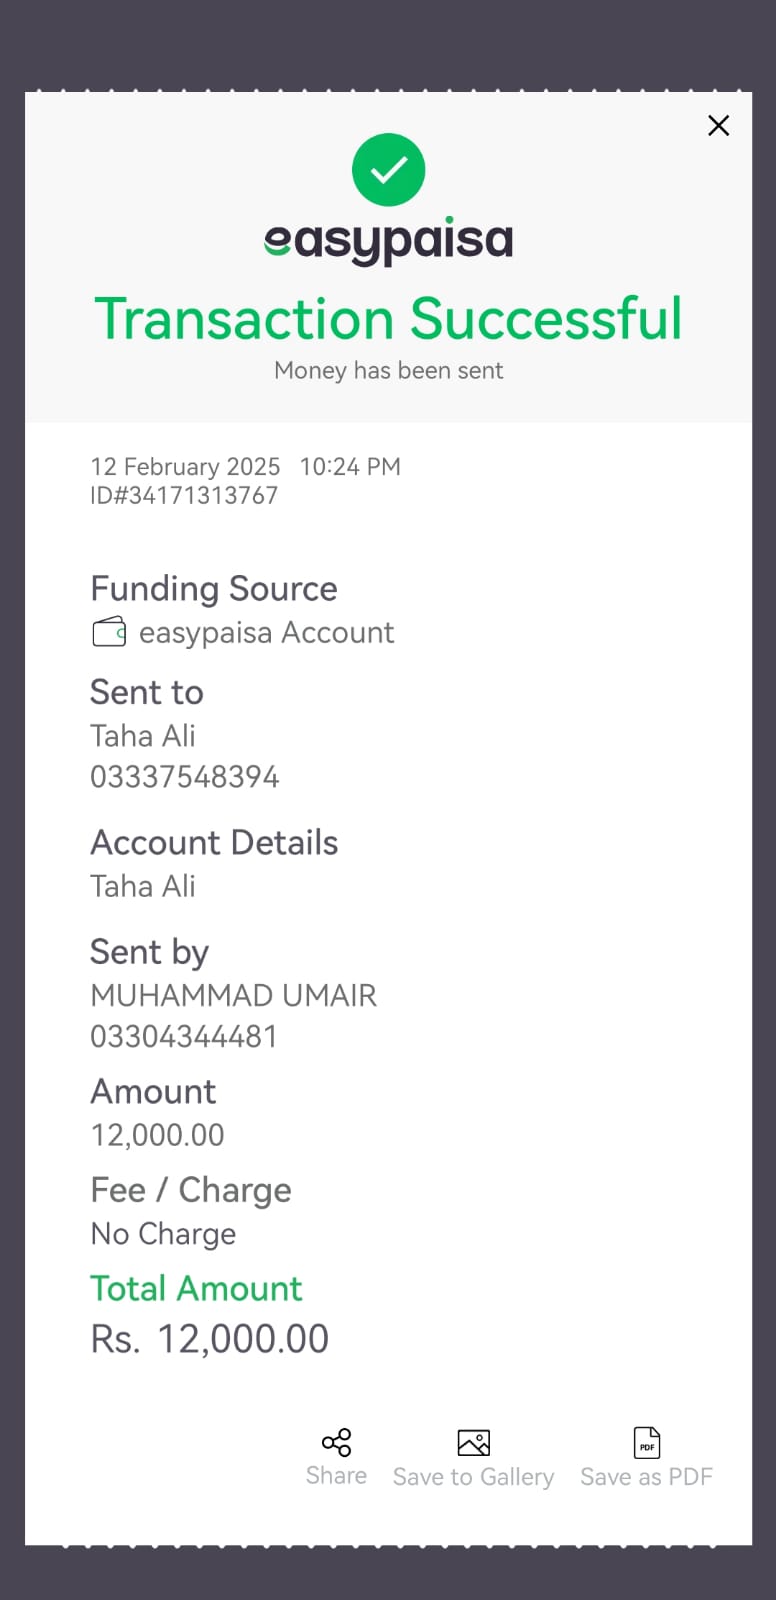 easypaisa
Transaction Successful
Money has been sent
12 February 2025 10:24 PM
ID#34171313767
Funding Source
easypaisa Account
Sent to
Taha Ali
03337548394
Account Details
Taha Ali
Sent by
MUHAMMAD UMAIR
03304344481
Amount
12,000.00
Fee / Charge
No Charge
Total Amount
Rs. 12,000.00
PDF
Share Save to Gallery Save as PDF